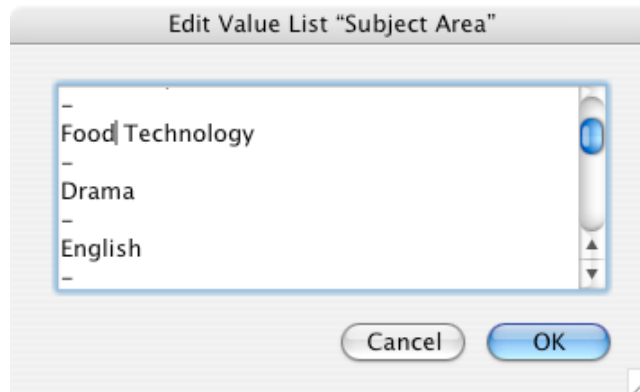 Edit Value List “Subject Area”
–
Food Technology
–
Drama
–
English
–
Cancel
OK